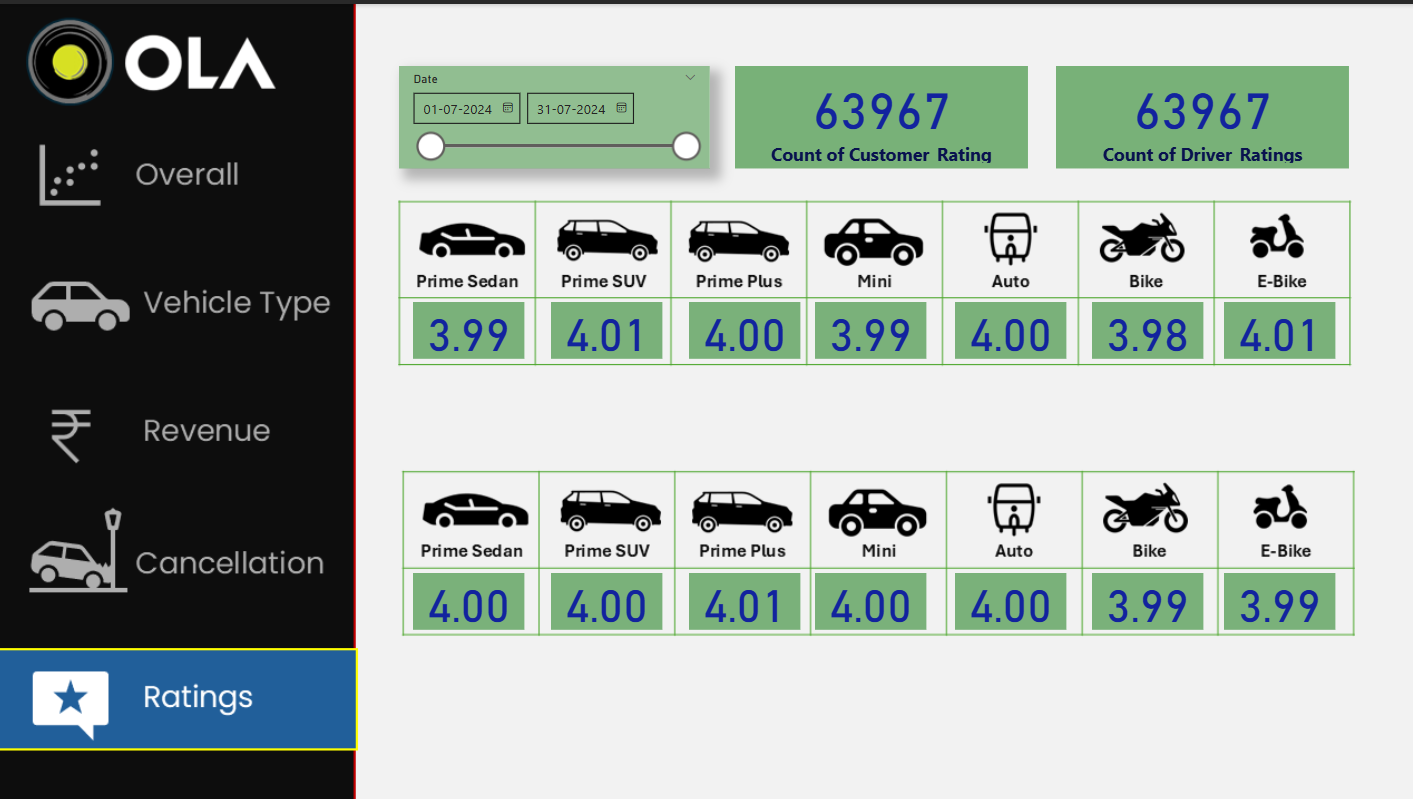 OLA
Overall
Vehicle Type
Revenue
Cancellation
Ratings
Date
01-07-2024 31-07-2024
63967
Count of Customer Rating
63967
Count of Driver Ratings
Prime Sedan Prime SUV Prime Plus Mini Auto Bike E-Bike
3.99 4.01 4.00 3.99 4.00 3.98 4.01
Prime Sedan Prime SUV Prime Plus Mini Auto Bike E-Bike
4.00 4.00 4.01 4.00 4.00 3.99 3.99